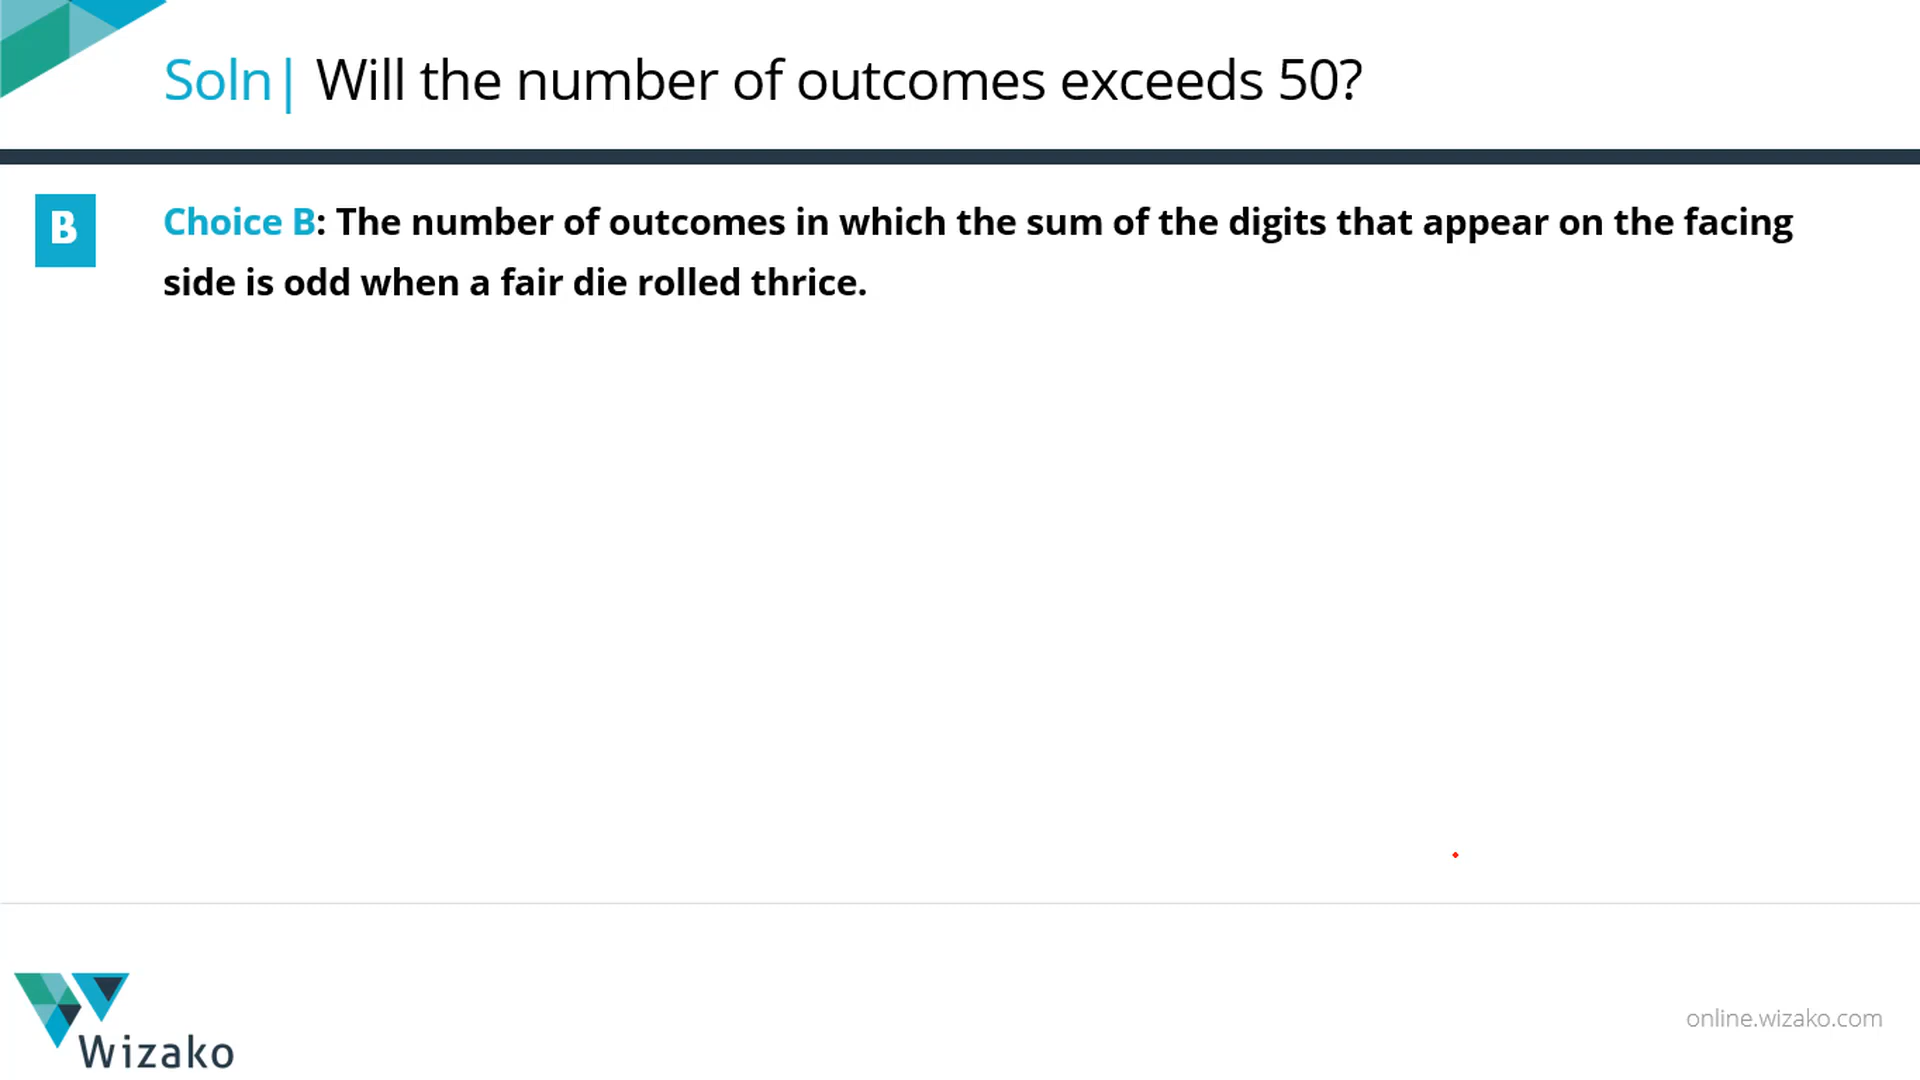 Soln| Will the number of outcomes exceeds 50?
B
Choice B: The number of outcomes in which the sum of the digits that appear on the facing
side is odd when a fair die rolled thrice.
Wizako
online.wizako.com